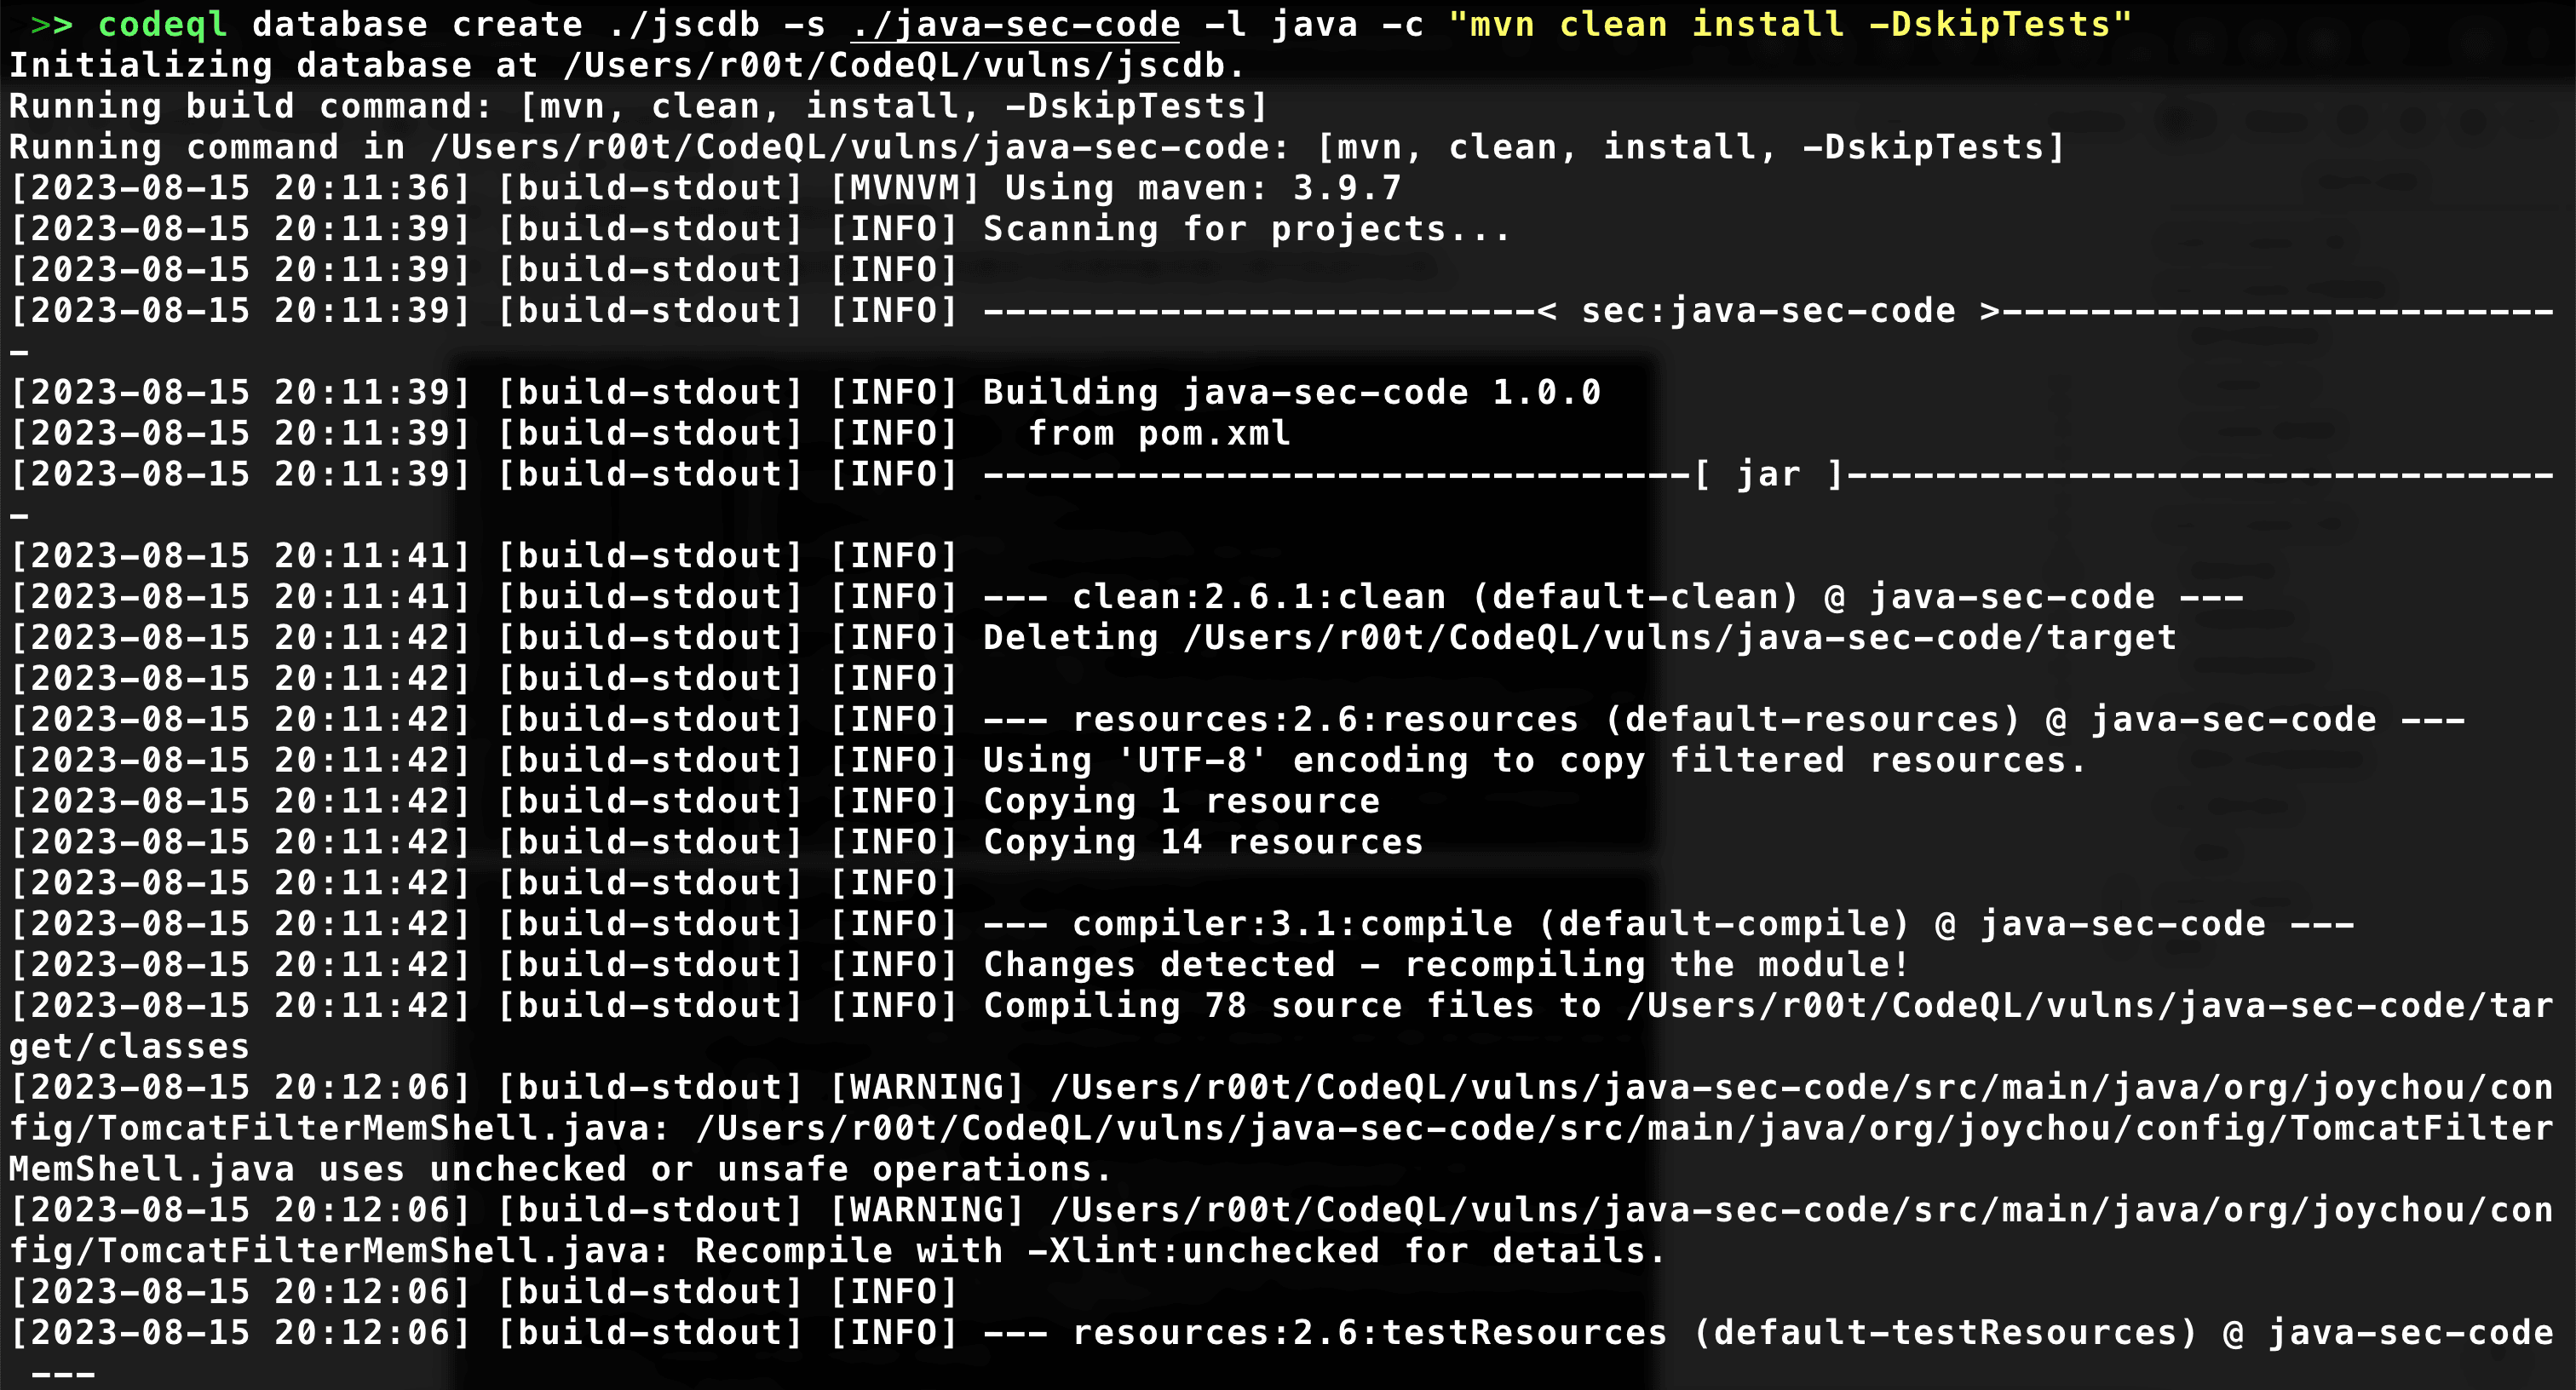 >>> codeql database create ./jscdb -s ./java-sec-code -l java -c "mvn clean install -DskipTests"
Initializing database at /Users/r00t/CodeQL/vulns/jscdb.
Running build command: [mvn, clean, install, -DskipTests]
Running command in /Users/r00t/CodeQL/vulns/java-sec-code: [mvn, clean, install, -DskipTests]
[2023-08-15 20:11:36] [build-stdout] [MVNVM] Using maven: 3.9.7
[2023-08-15 20:11:39] [build-stdout] [INFO] Scanning for projects...
[2023-08-15 20:11:39] [build-stdout] [INFO]
[2023-08-15 20:11:39] [build-stdout] [INFO] -------------------------< sec:java-sec-code >-------------------------
-
[2023-08-15 20:11:39] [build-stdout] [INFO] Building java-sec-code 1.0.0
[2023-08-15 20:11:39] [build-stdout] [INFO]   from pom.xml
[2023-08-15 20:11:39] [build-stdout] [INFO] --------------------------------[ jar ]--------------------------------
-
[2023-08-15 20:11:41] [build-stdout] [INFO]
[2023-08-15 20:11:41] [build-stdout] [INFO] --- clean:2.6.1:clean (default-clean) @ java-sec-code ---
[2023-08-15 20:11:42] [build-stdout] [INFO] Deleting /Users/r00t/CodeQL/vulns/java-sec-code/target
[2023-08-15 20:11:42] [build-stdout] [INFO]
[2023-08-15 20:11:42] [build-stdout] [INFO] --- resources:2.6:resources (default-resources) @ java-sec-code ---
[2023-08-15 20:11:42] [build-stdout] [INFO] Using 'UTF-8' encoding to copy filtered resources.
[2023-08-15 20:11:42] [build-stdout] [INFO] Copying 1 resource
[2023-08-15 20:11:42] [build-stdout] [INFO] Copying 14 resources
[2023-08-15 20:11:42] [build-stdout] [INFO]
[2023-08-15 20:11:42] [build-stdout] [INFO] --- compiler:3.1:compile (default-compile) @ java-sec-code ---
[2023-08-15 20:11:42] [build-stdout] [INFO] Changes detected - recompiling the module!
[2023-08-15 20:11:42] [build-stdout] [INFO] Compiling 78 source files to /Users/r00t/CodeQL/vulns/java-sec-code/tar
get/classes
[2023-08-15 20:12:06] [build-stdout] [WARNING] /Users/r00t/CodeQL/vulns/java-sec-code/src/main/java/org/joychou/con
fig/TomcatFilterMemShell.java: /Users/r00t/CodeQL/vulns/java-sec-code/src/main/java/org/joychou/config/TomcatFilter
MemShell.java uses unchecked or unsafe operations.
[2023-08-15 20:12:06] [build-stdout] [WARNING] /Users/r00t/CodeQL/vulns/java-sec-code/src/main/java/org/joychou/con
fig/TomcatFilterMemShell.java: Recompile with -Xlint:unchecked for details.
[2023-08-15 20:12:06] [build-stdout] [INFO]
[2023-08-15 20:12:06] [build-stdout] [INFO] --- resources:2.6:testResources (default-testResources) @ java-sec-code
 ---